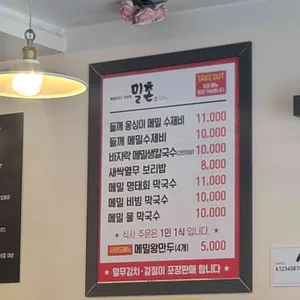 밀촌
TAKE OUT
들깨 옹심이 메밀 수제비 11.000
들깨 메밀수제비 10.000
바지락 메밀생칼국수(2인이상) 10.000
새싹열무 보리밥 8.000
메밀 명태회 막국수 11.000
메밀 비빔 막국수 10.000
메밀 물 막국수 10.000
★ 식사 주문은 1인 1식 입니다. ★
메밀왕만두(4개) 5.000
★ 열무김치·겉절이 포장판매 합니다 ★